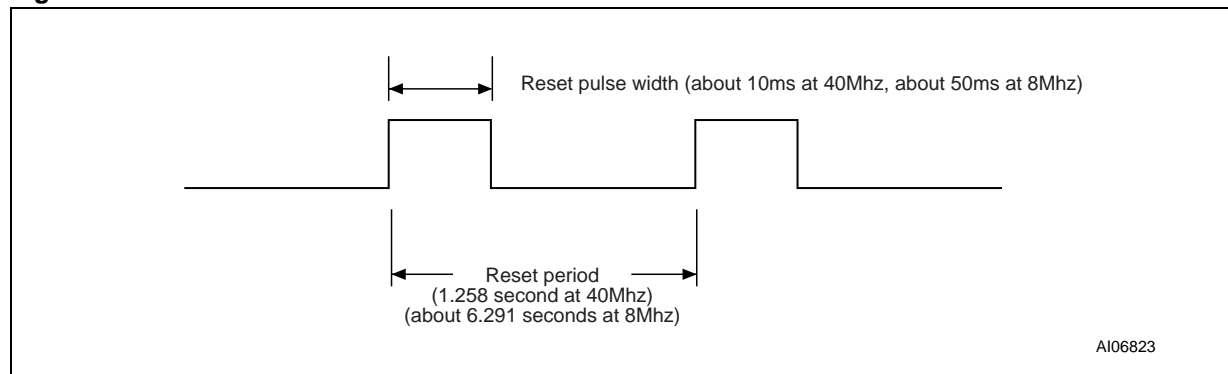 Reset pulse width (about 10ms at 40Mhz, about 50ms at 8Mhz)
Reset period
(1.258 second at 40Mhz)
(about 6.291 seconds at 8Mhz)
AI06823